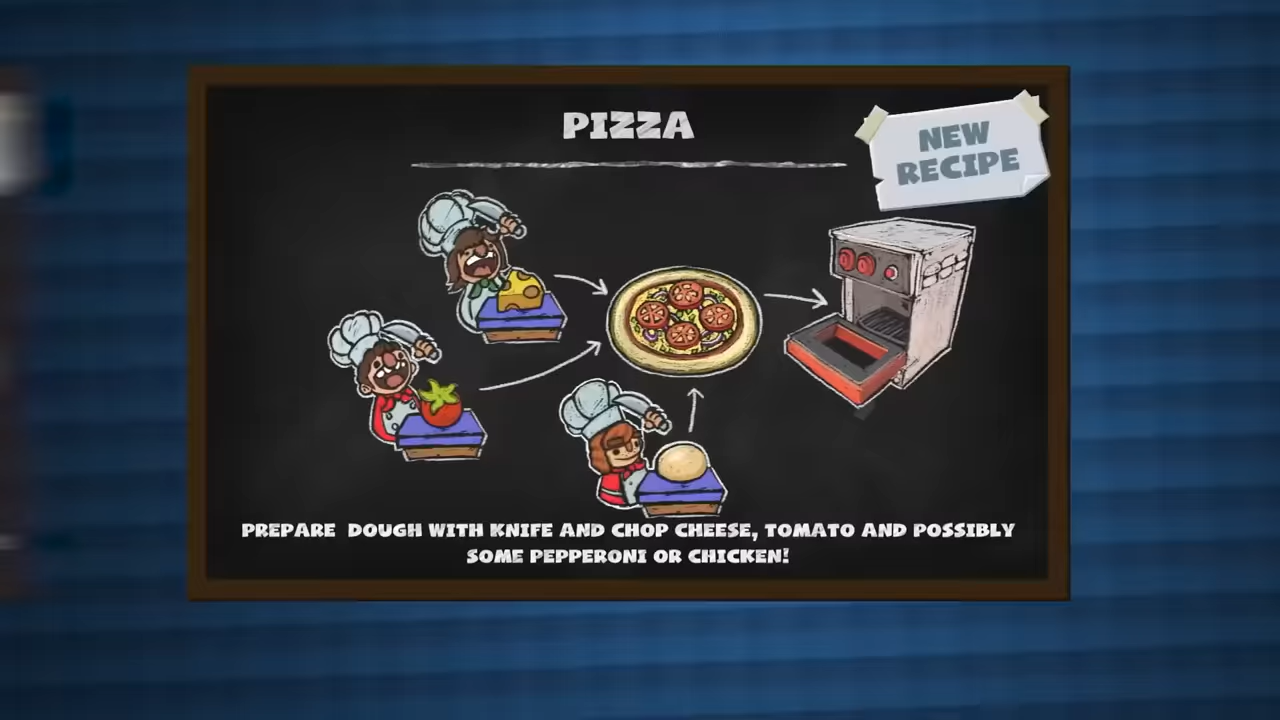 PIZZA
NEW
RECIPE
PREPARE DOUGH WITH KNIFE AND CHOP CHEESE, TOMATO AND POSSIBLY
SOME PEPPERONI OR CHICKEN!